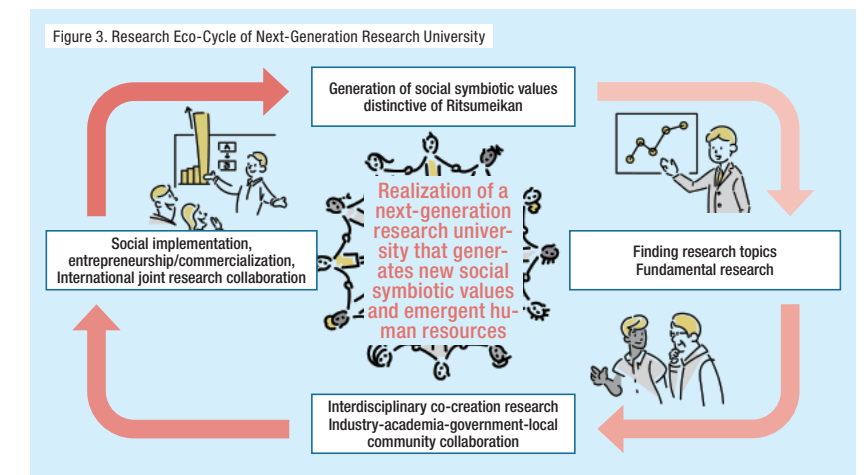 Figure 3. Research Eco-Cycle of Next-Generation Research University
Generation of social symbiotic values
distinctive of Ritsumeikan
A
B
Realization of a
next-generation
research univer-
sity that gener-
ates new social
symbiotic values
and emergent hu-
man resources
Social implementation,
entrepreneurship/commercialization,
International joint research collaboration
Finding research topics
Fundamental research
Interdisciplinary co-creation research
Industry-academia-government-local
community collaboration